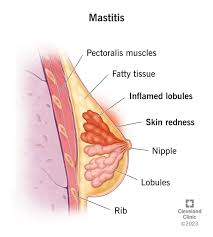 Mastitis
Pectoralis muscles
Fatty tissue
Inflamed lobules
Skin redness
Nipple
Lobules
Rib
Cleveland
Clinic
©2023